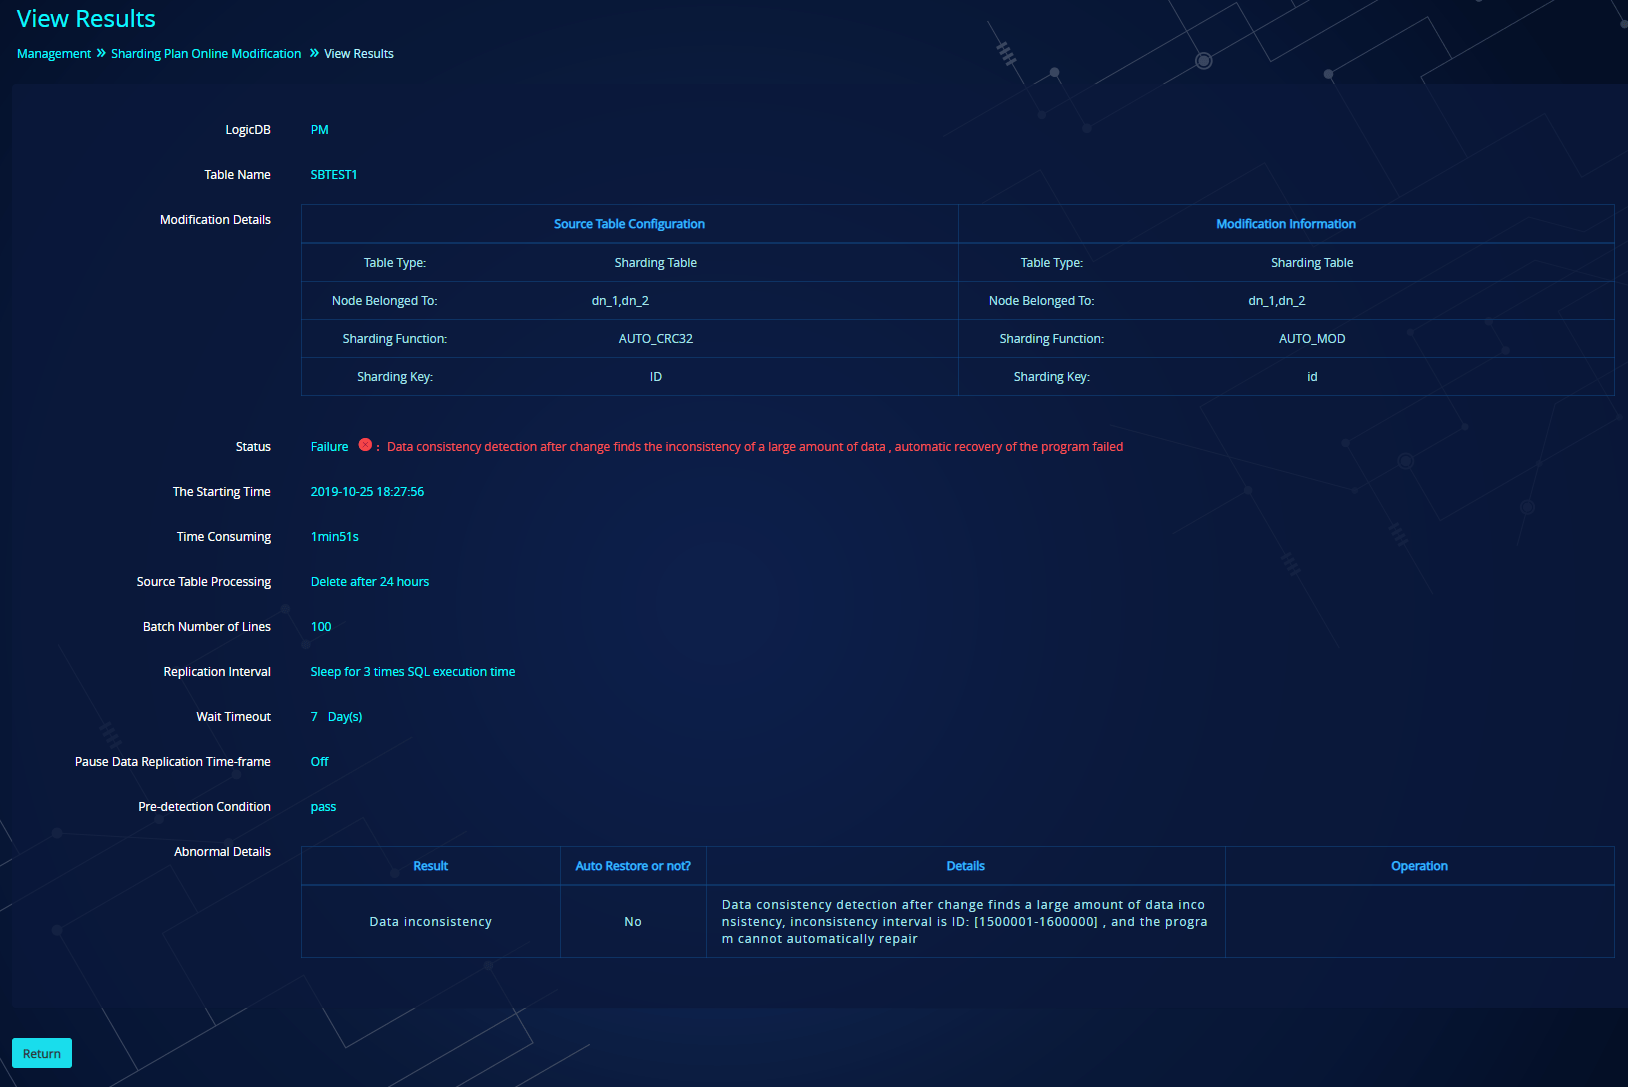 View Results
Management » Sharding Plan Online Modification » View Results
LogicDB PM
Table Name SBTEST1
Modification Details
Source Table Configuration Modification Information
Table Type: Sharding Table Table Type: Sharding Table
Node Belonged To: dn_1,dn_2 Node Belonged To: dn_1,dn_2
Sharding Function: AUTO_CRC32 Sharding Function: AUTO_MOD
Sharding Key: ID Sharding Key: id
Status Failure : Data consistency detection after change finds the inconsistency of a large amount of data , automatic recovery of the program failed
The Starting Time 2019-10-25 18:27:56
Time Consuming 1min51s
Source Table Processing Delete after 24 hours
Batch Number of Lines 100
Replication Interval Sleep for 3 times SQL execution time
Wait Timeout 7 Day(s)
Pause Data Replication Time-frame Off
Pre-detection Condition pass
Abnormal Details
Result Auto Restore or not? Details Operation
Data inconsistency No
Data consistency detection after change finds a large amount of data inco
nsistency, inconsistency interval is ID: [1500001-1600000] , and the progra
m cannot automatically repair
Return